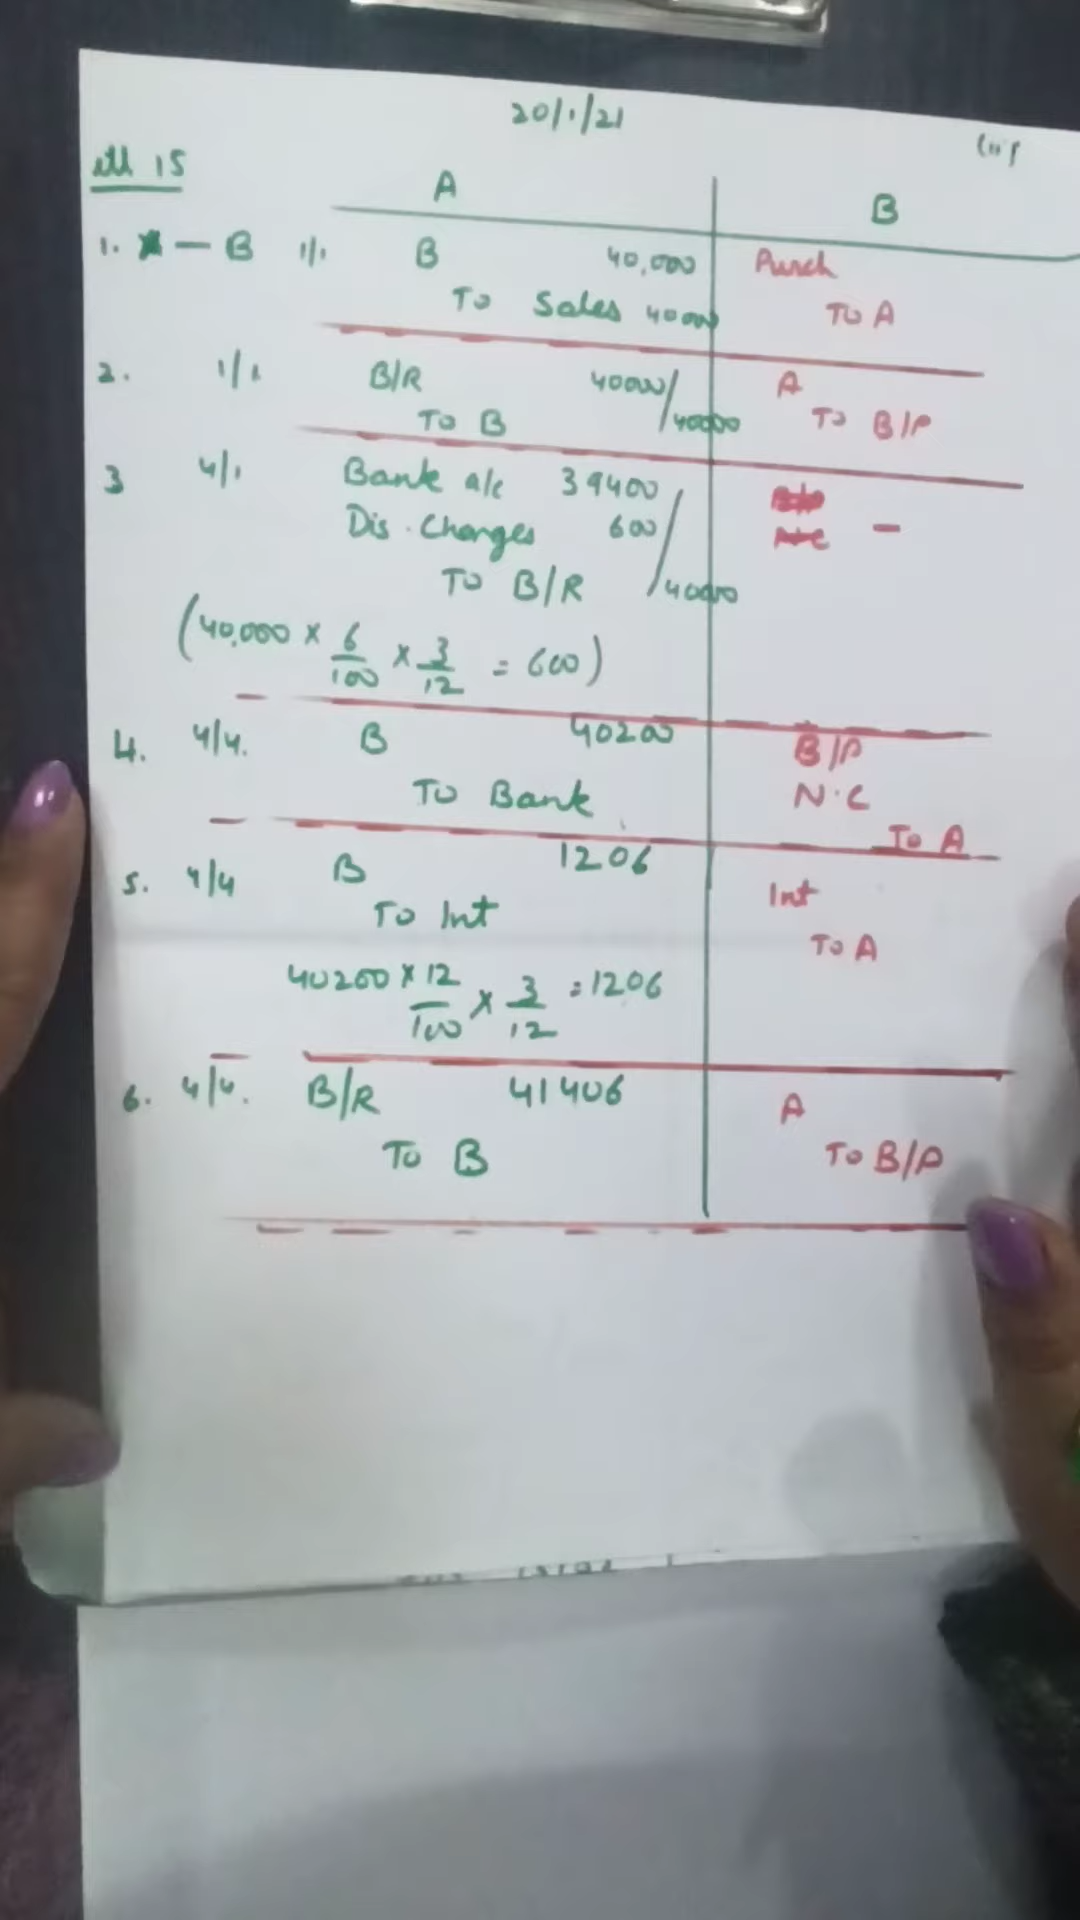 20/1/21
ill 15
A
B
1. — B 1/1 B 40,000 Purch
To Sales 40000 To A
2. 1/1 B/R 40000/ A
To B /40000 To B/P
3 4/1 Bank a/c 39400
Dis. Charges 600 –
To B/R /40000
(40,000 × 6/100 × 3/12 = 600)
4. 4/4. B 40200 B/P
To Bank N.C
To A
5. 4/4 B 1206 Int
To Int To A
40200 × 12/100 × 3/12 = 1206
6. 4/4. B/R 41406 A
To B To B/P